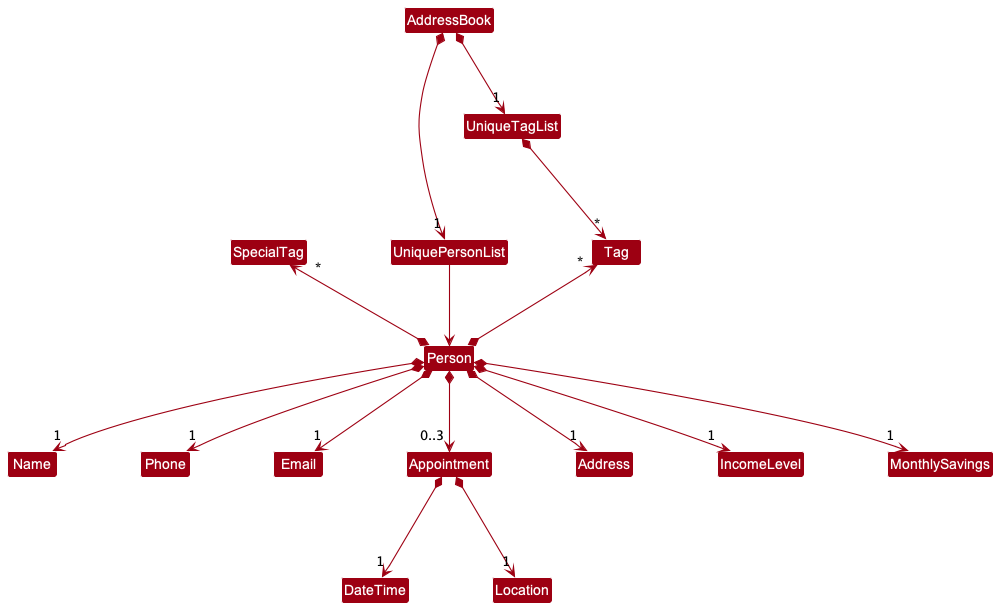 AddressBook
1
UniqueTagList
1
*
SpecialTag
UniquePersonList
Tag
*
*
Person
1
1
1
0..3
1
1
1
Name
Phone
Email
Appointment
Address
IncomeLevel
MonthlySavings
1
1
DateTime
Location